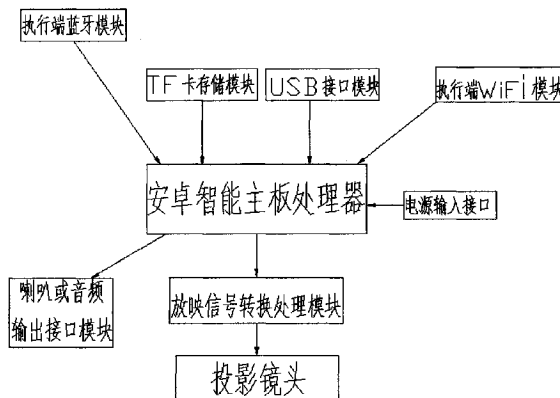 执行端蓝牙模块
TF卡存储模块
USB接口模块
执行端WiFi模块
安卓智能主板处理器
电源输入接口
喇叭或音频
输出接口模块
放映信号转换处理模块
投影镜头